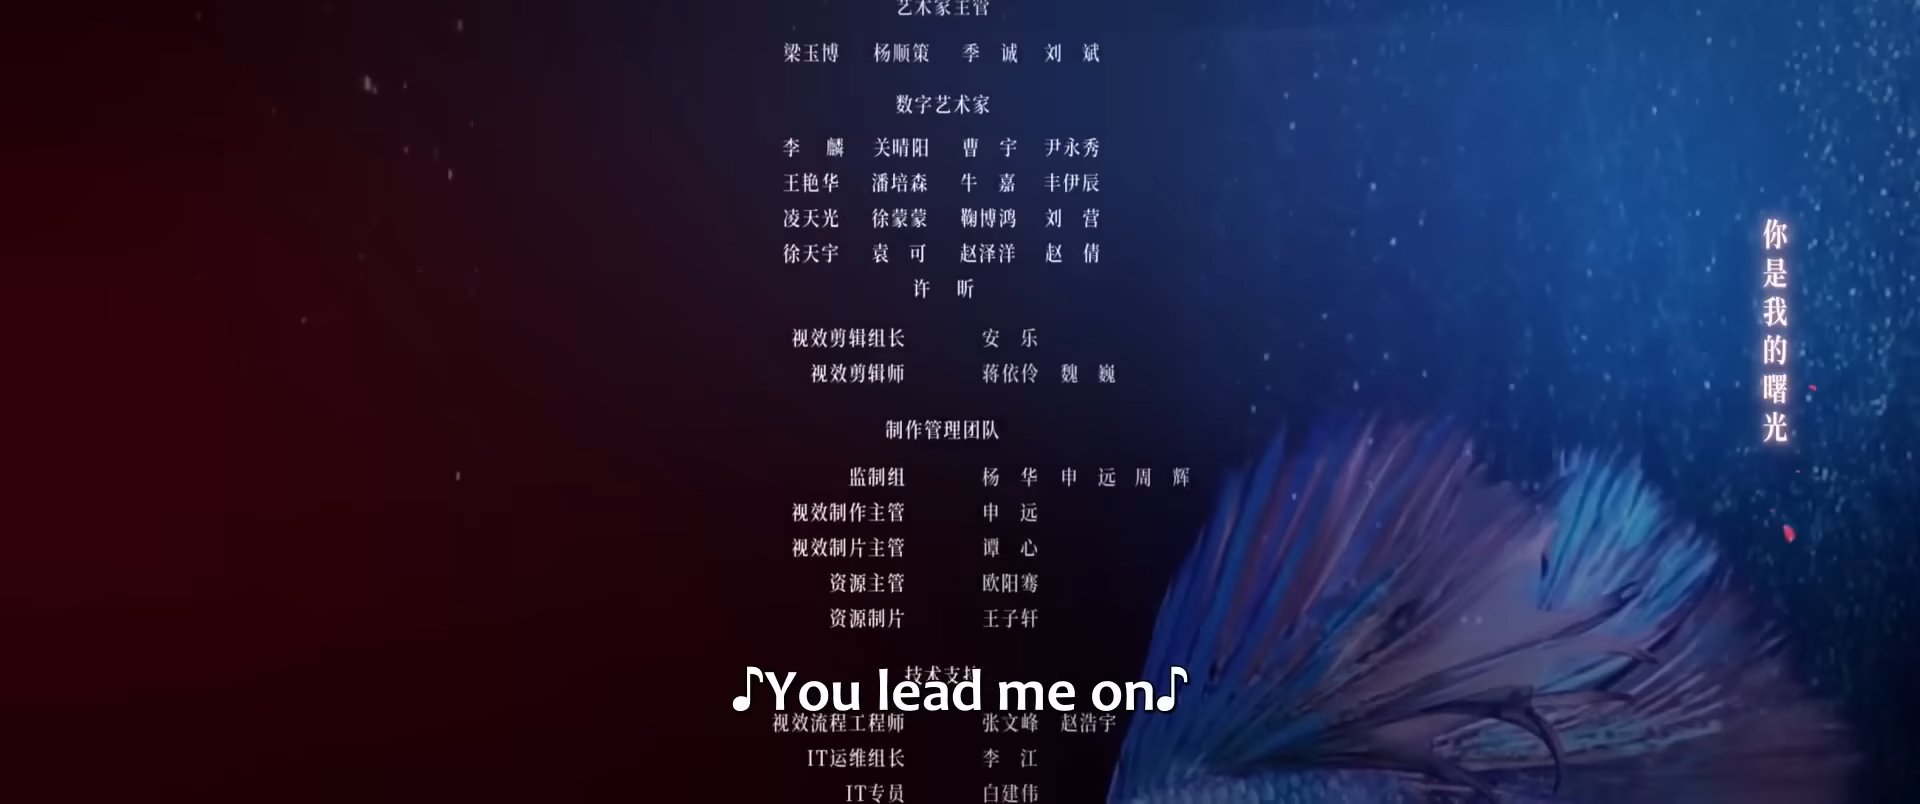 艺术家主管
梁玉博 杨顺策 季 诚 刘 斌
数字艺术家
李 麟 关晴阳 曹 宇 尹永秀
王艳华 潘培森 牛 嘉 丰伊辰
凌天光 徐蒙蒙 鞠博鸿 刘 营
徐天宇 袁 可 赵泽洋 赵 倩
许 昕
视效剪辑组长 安 乐
视效剪辑师 蒋依伶 魏 巍
制作管理团队
监制组 杨 华 申 远 周 辉
视效制作主管 申 远
视效制片主管 谭 心
资源主管 欧阳骞
资源制片 王子轩
技术支持
♪You lead me on♪
视效流程工程师 张文峰 赵浩宇
IT运维组长 李 江
IT专员 白建伟
你是我的曙光